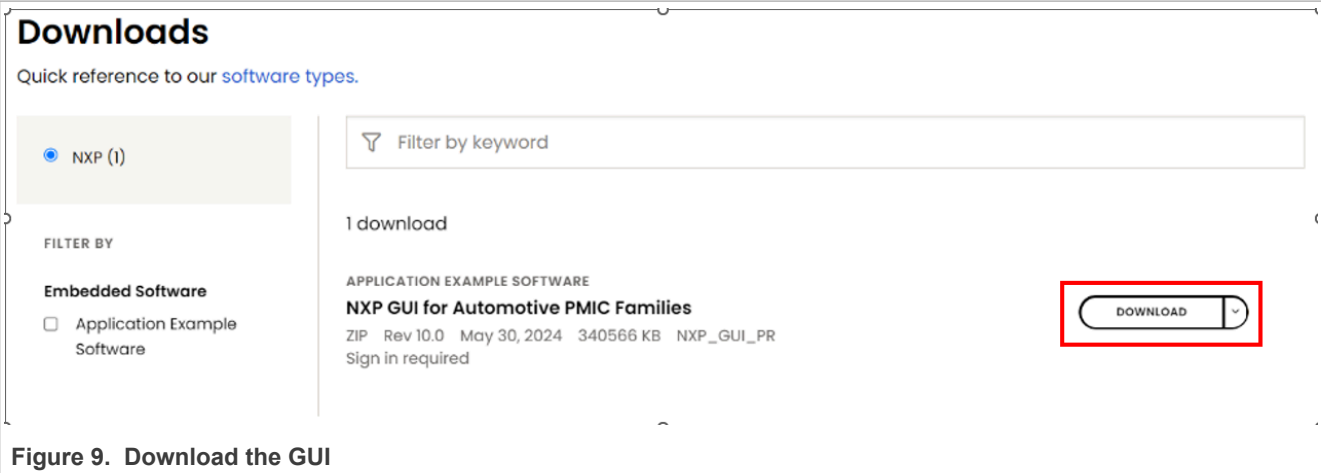 Downloads
Quick reference to our software types.
NXP (1)
Filter by keyword
1 download
FILTER BY
Embedded Software
Application Example
Software
APPLICATION EXAMPLE SOFTWARE
NXP GUI for Automotive PMIC Families
ZIP Rev 10.0 May 30, 2024 340566 KB NXP_GUI_PR
Sign in required
DOWNLOAD
Figure 9. Download the GUI